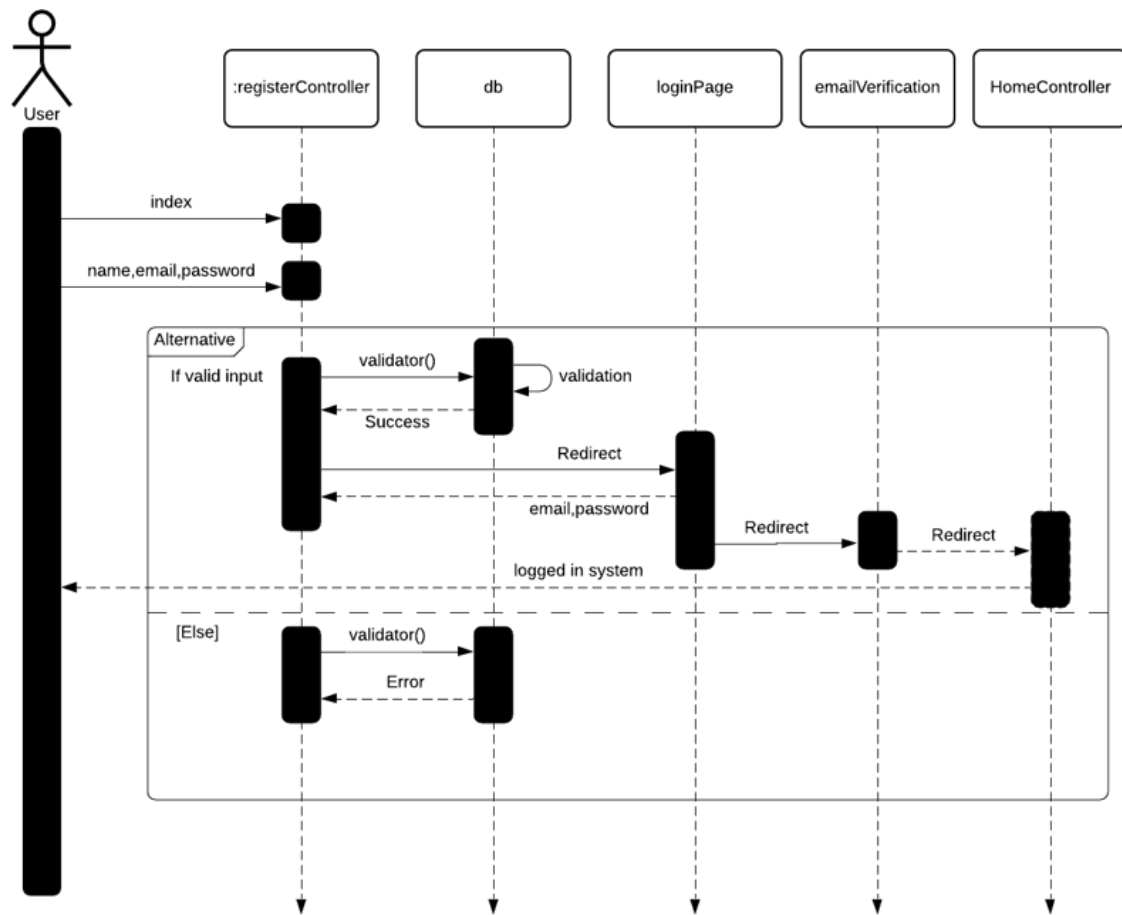 User
:registerController
db
loginPage
emailVerification
HomeController
index
name,email,password
Alternative
If valid input
validator()
validation
Success
Redirect
email,password
Redirect
Redirect
logged in system
[Else]
validator()
Error